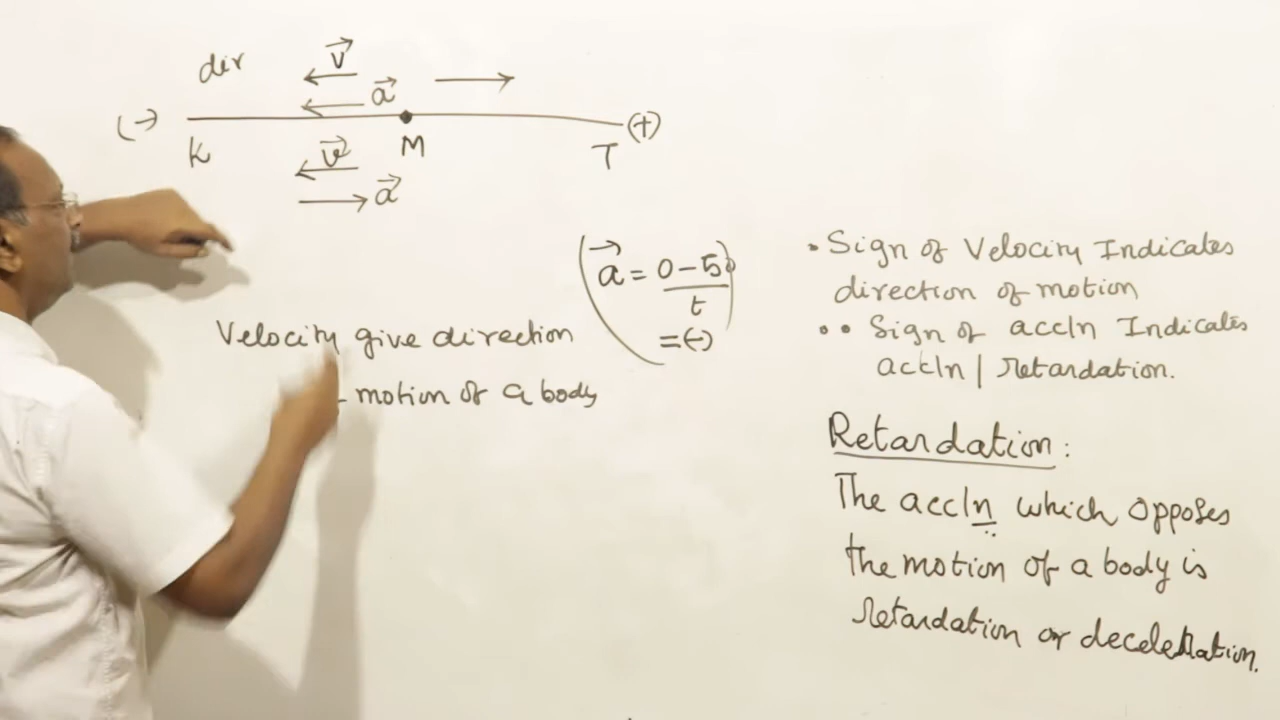 dir
v
a
(-)
(+)
K
M
T
v
a
a = 0 - 50
t
= (-)
Velocity give direction
motion of a body
• Sign of Velocity Indicates
direction of motion
•• Sign of accln Indicates
accln | retardation.
Retardation:
The accln which opposes
the motion of a body is
retardation or deceleration.